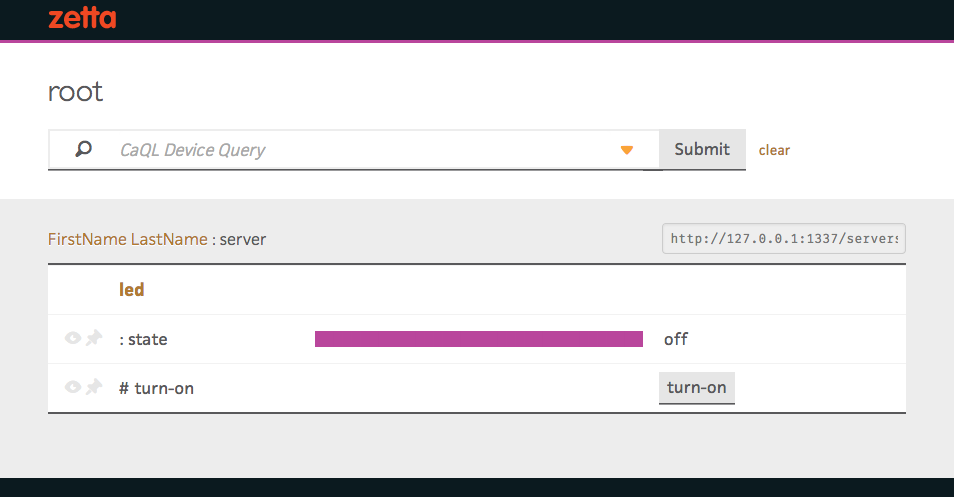 zetta
root
CaQL Device Query Submit clear
FirstName LastName : server http://127.0.0.1:1337/servers
led
: state off
# turn-on turn-on